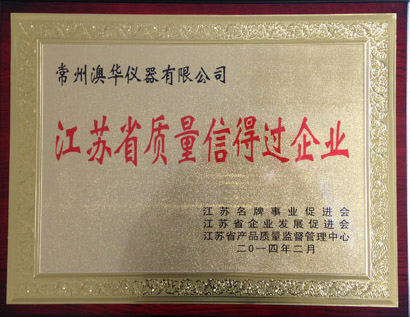 常州澳华仪器有限公司
江苏省质量信得过企业
江苏名牌事业促进会
江苏省企业发展促进会
江苏省产品质量监督管理中心
二〇一四年二月